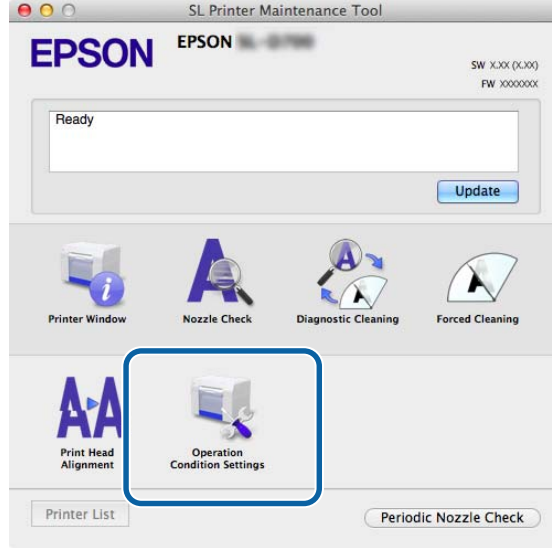 SL Printer Maintenance Tool
EPSON
EPSON
SW X.XX (X.XX)
FW XXXXXXX
Ready
Update
Printer Window
Nozzle Check
Diagnostic Cleaning
Forced Cleaning
Print Head
Alignment
Operation
Condition Settings
Printer List
Periodic Nozzle Check